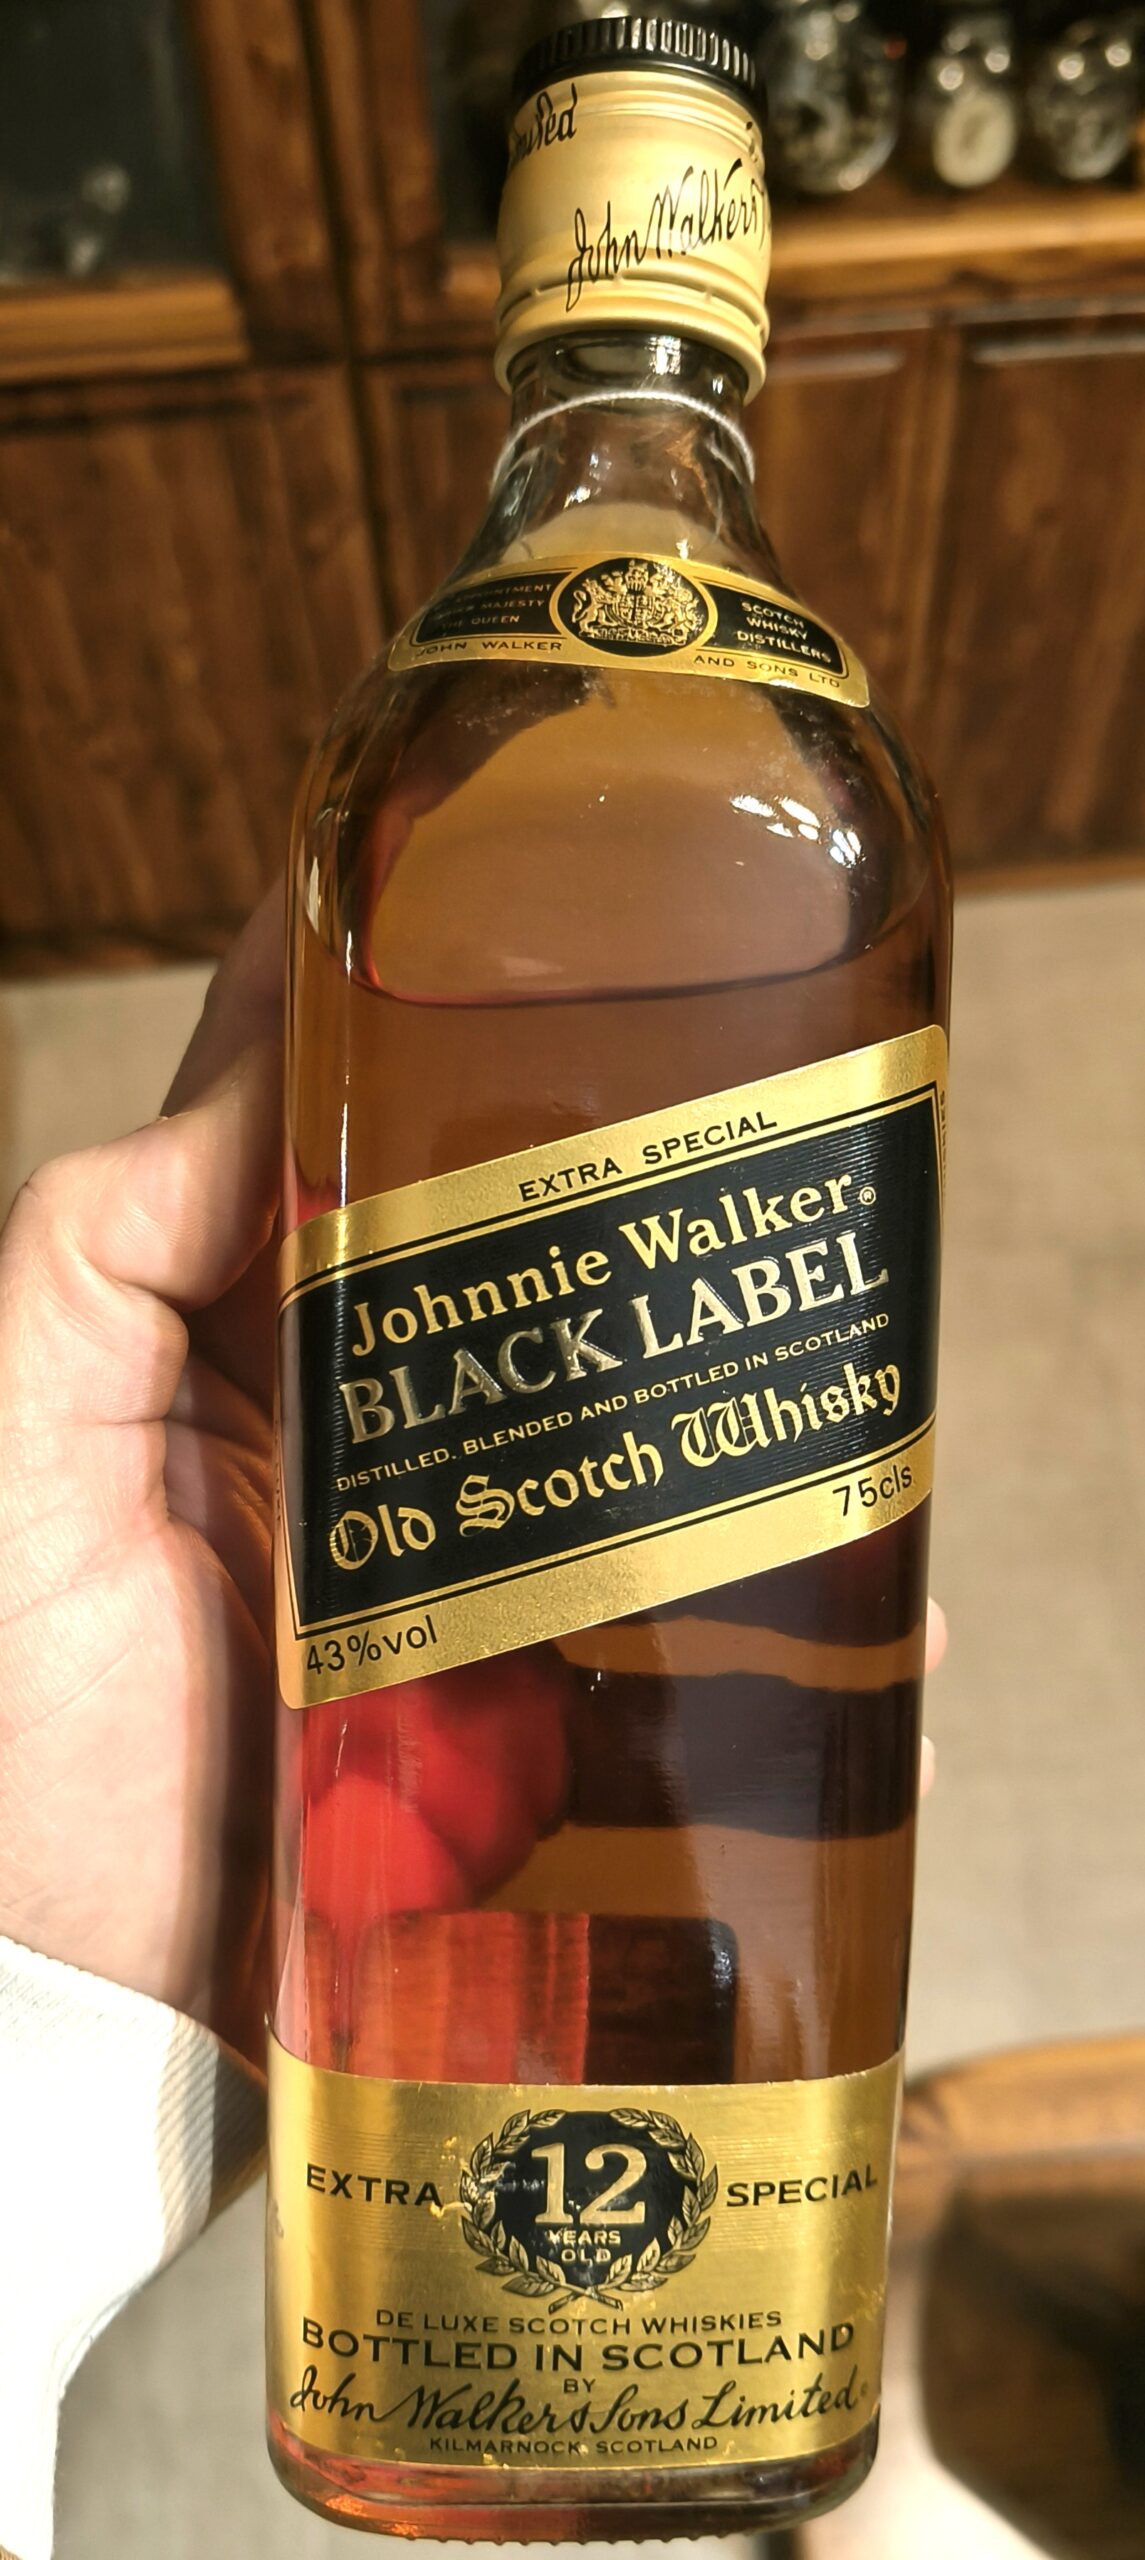 John Walker
APPOINTMENT
MAJESTY
THE QUEEN
SCOTCH
WHISKY
DISTILLERS
JOHN WALKER AND SONS LTD
EXTRA SPECIAL
Johnnie Walker®
BLACK LABEL
DISTILLED. BLENDED AND BOTTLED IN SCOTLAND
Old Scotch Whisky
75cls
43%vol
EXTRA 12 SPECIAL
YEARS
OLD
DE LUXE SCOTCH WHISKIES
BOTTLED IN SCOTLAND
BY
John Walker & Sons Limited
KILMARNOCK, SCOTLAND